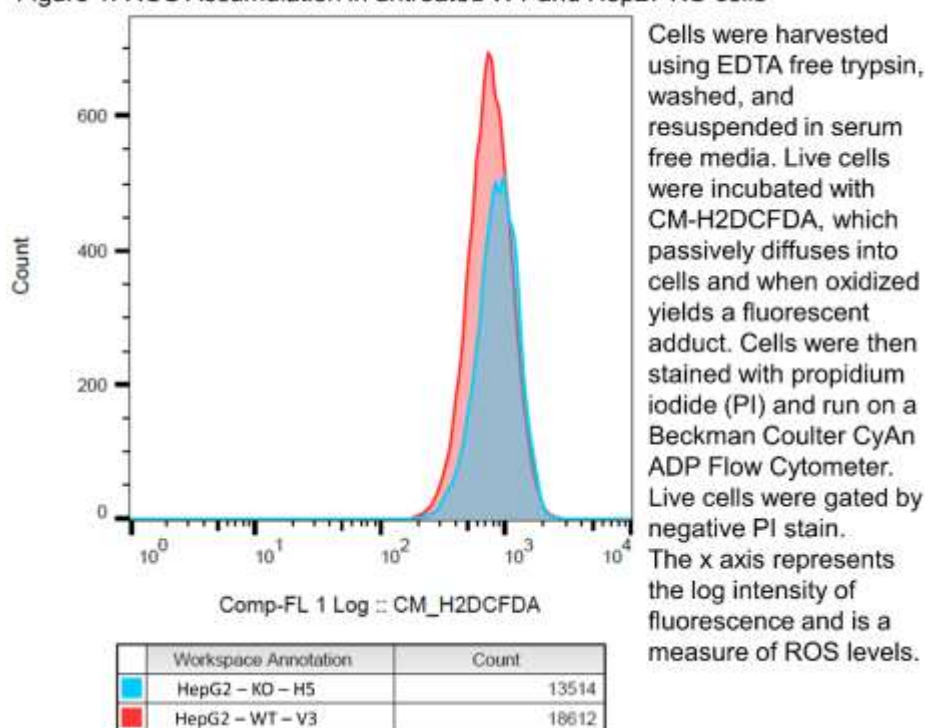 Cells were harvested
using EDTA free trypsin,
washed, and
resuspended in serum
free media. Live cells
were incubated with
CM-H2DCFDA, which
passively diffuses into
cells and when oxidized
yields a fluorescent
adduct. Cells were then
stained with propidium
iodide (PI) and run on a
Beckman Coulter CyAn
ADP Flow Cytometer.
Live cells were gated by
negative PI stain.
The x axis represents
the log intensity of
fluorescence and is a
measure of ROS levels.
Count
600
400
200
0
10^0 10^1 10^2 10^3 10^4
Comp-FL 1 Log :: CM_H2DCFDA
Workspace Annotation Count
HepG2 – KO – H5 13514
HepG2 – WT – V3 18612